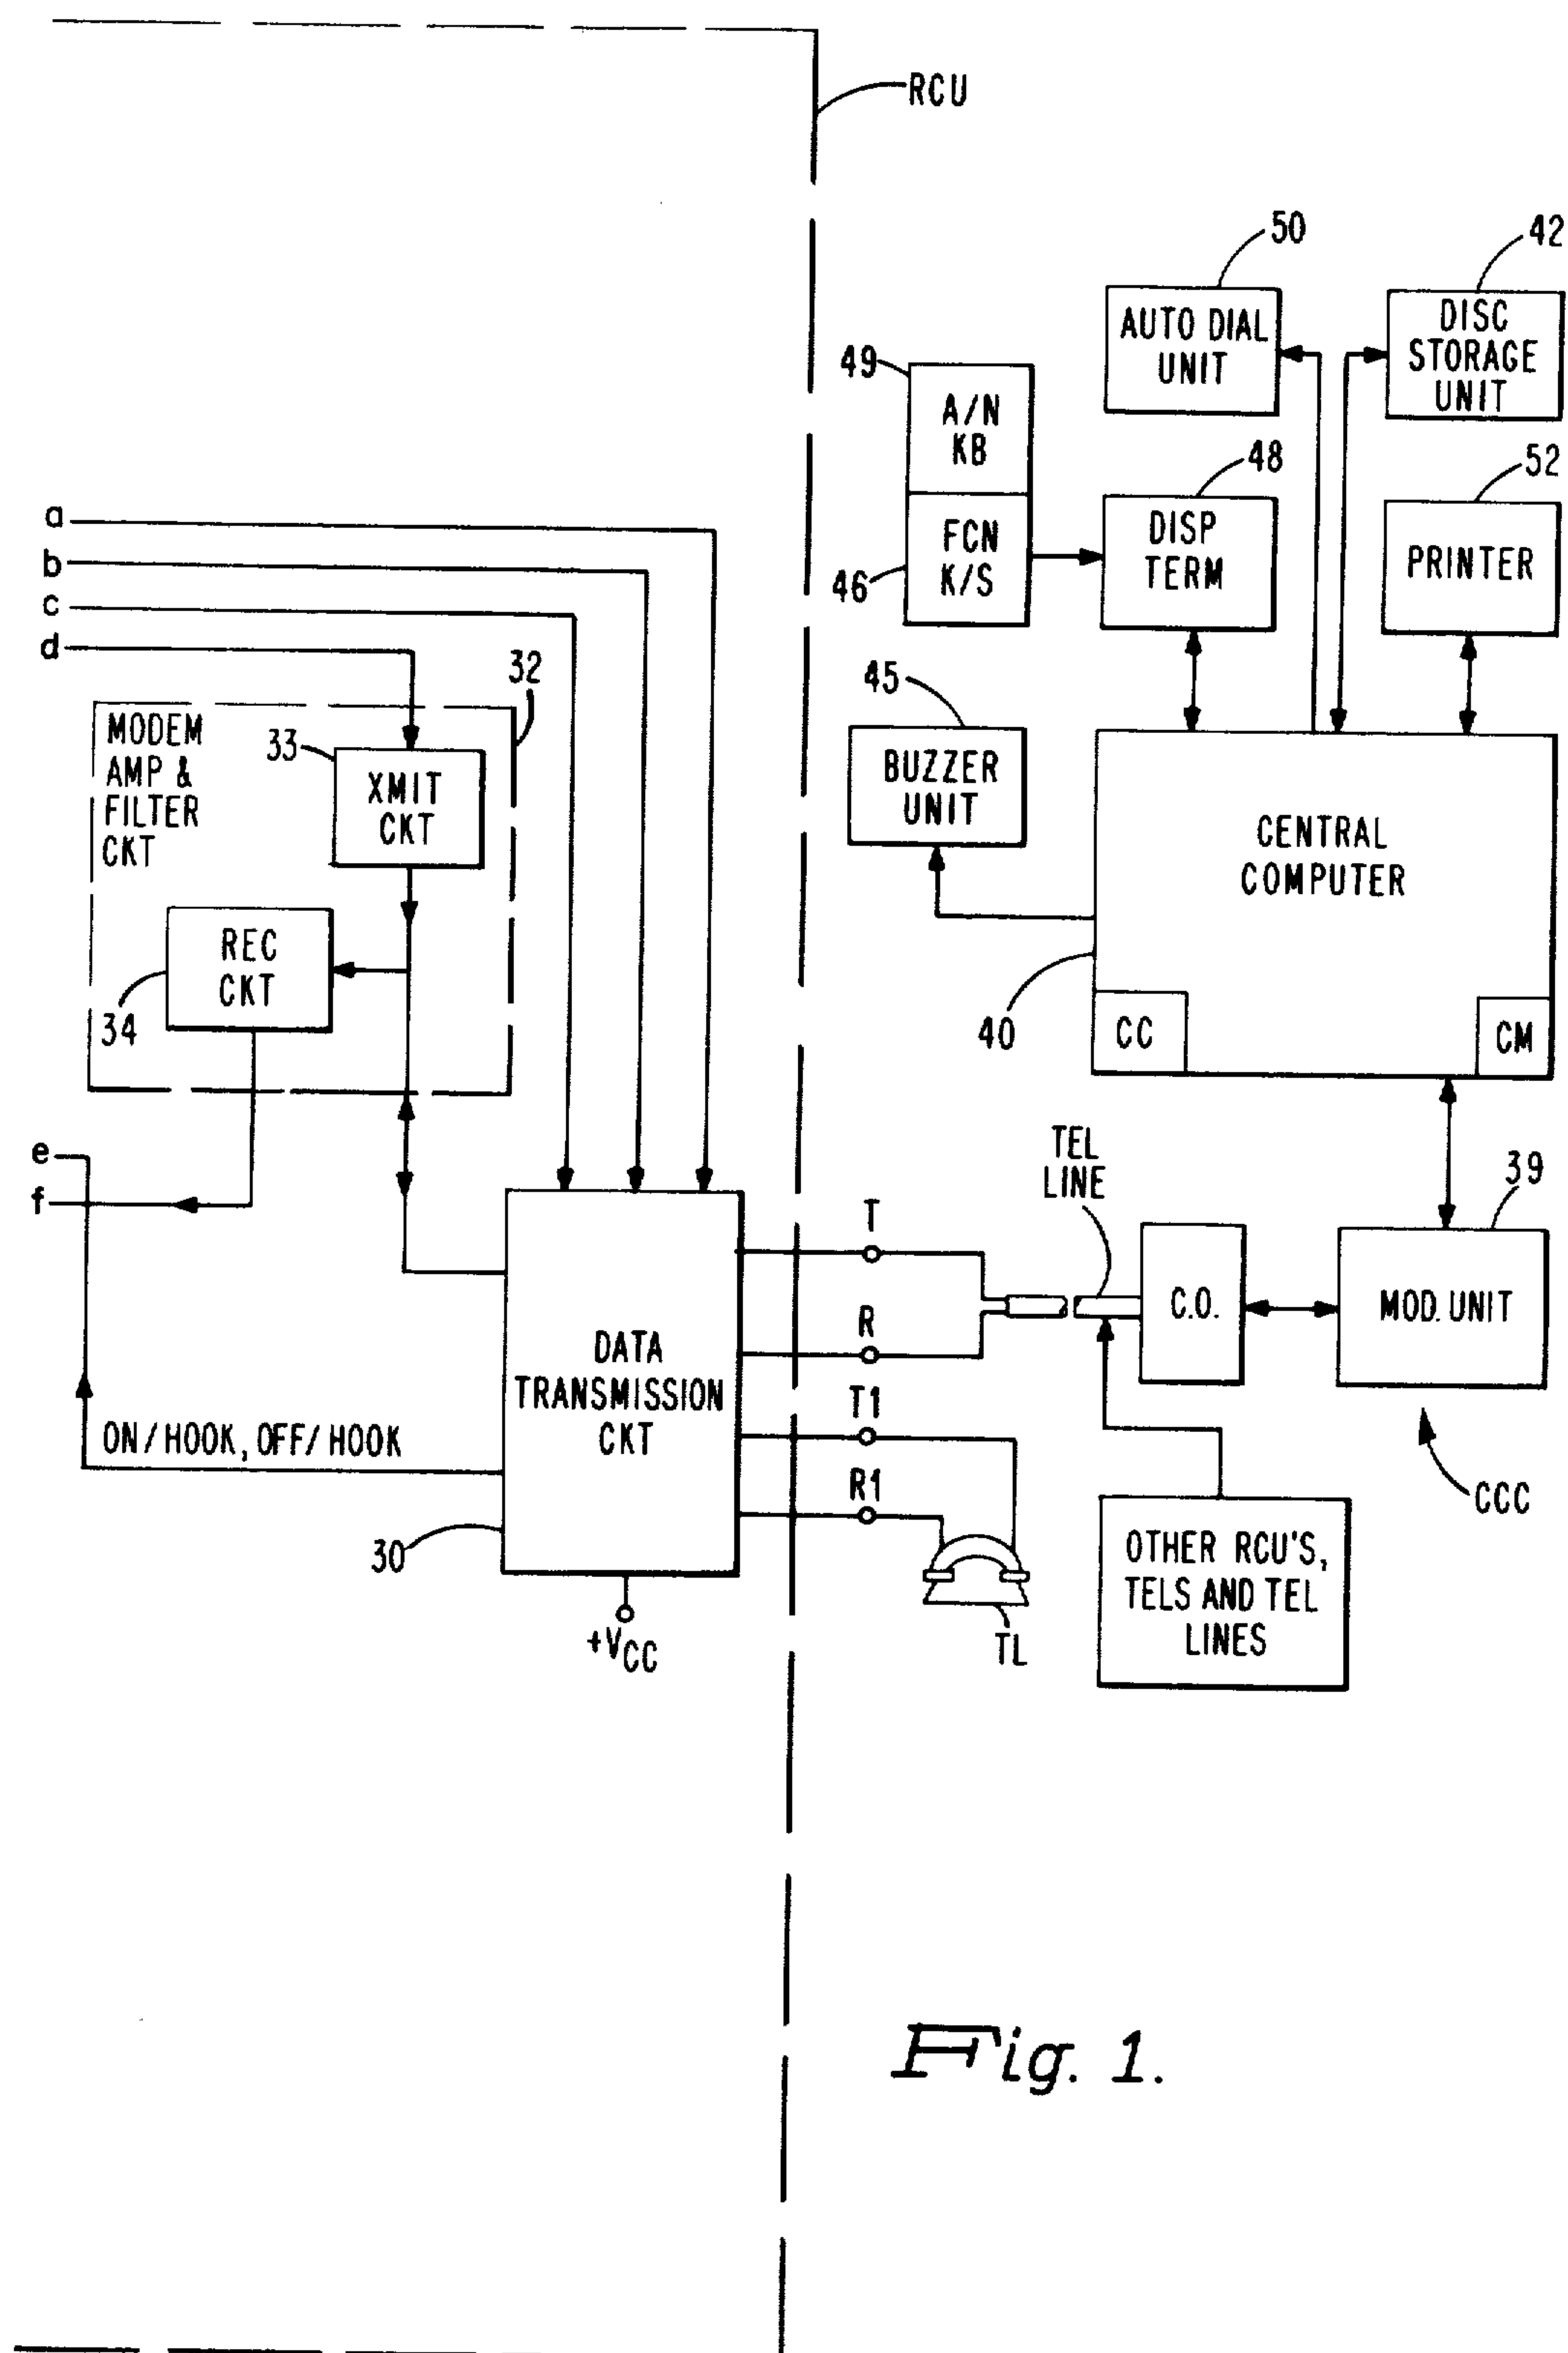 RCU
50
42
AUTO DIAL
UNIT
DISC
STORAGE
UNIT
49
A/N
KB
48
52
FCN
K/S
46
DISP
TERM
PRINTER
a
b
c
d
32
MODEM
AMP &
FILTER
CKT
33
XMIT
CKT
REC
CKT
34
45
BUZZER
UNIT
CENTRAL
COMPUTER
40
CC
CM
e
f
TEL
LINE
39
T
R
T1
R1
C.O.
MOD. UNIT
DATA
TRANSMISSION
CKT
ON/HOOK, OFF/HOOK
30
+VCC
TL
CCC
OTHER RCU'S,
TELS AND TEL
LINES
Fig. 1.